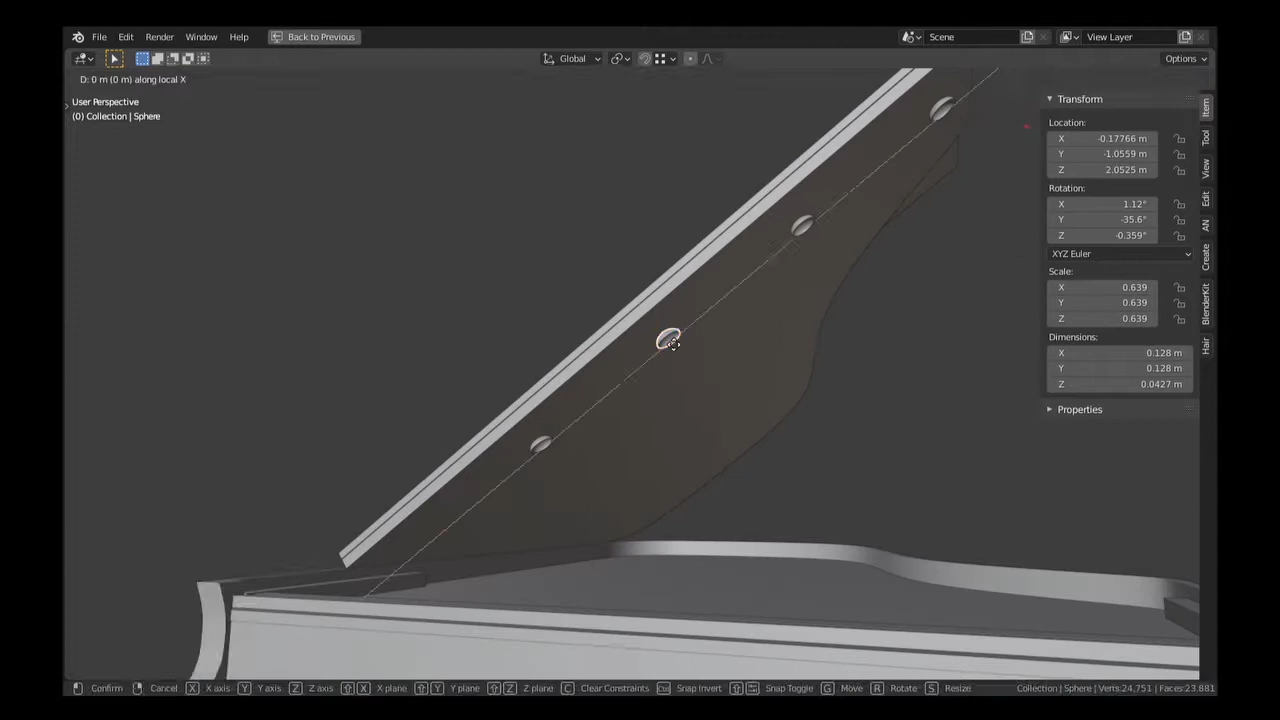 File Edit Render Window Help Back to Previous Scene View Layer
Global Options
D: 0 m (0 m) along local X
User Perspective
(0) Collection | Sphere
Transform
Location:
X -0.17766 m
Y -1.0559 m
Z 2.0525 m
Rotation:
X 1.12°
Y -35.6°
Z -0.359°
XYZ Euler
Scale:
X 0.639
Y 0.639
Z 0.639
Dimensions:
X 0.128 m
Y 0.128 m
Z 0.0427 m
Properties
Item
Tool
View
Edit
AN
Create
BlenderKit
Hair
Confirm Cancel X X axis Y Y axis Z Z axis X X plane Y Y plane Z Z plane C Clear Constraints Ctrl Snap Invert Snap Toggle G Move R Rotate S Resize Collection | Sphere | Verts:24,751 | Faces:23,881